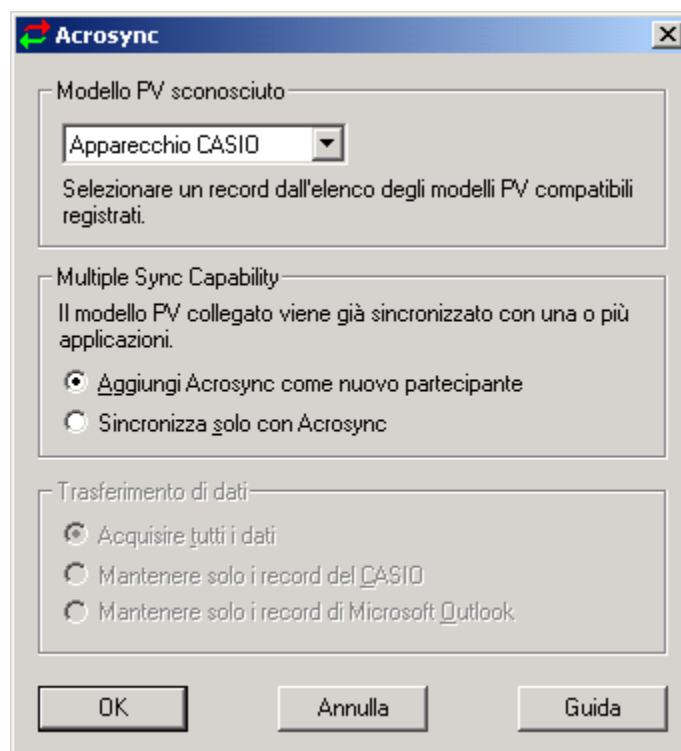 Acrosync
Modello PV sconosciuto
Apparecchio CASIO
Selezionare un record dall'elenco degli modelli PV compatibili
registrati.
Multiple Sync Capability
Il modello PV collegato viene già sincronizzato con una o più
applicazioni.
Aggiungi Acrosync come nuovo partecipante
Sincronizza solo con Acrosync
Trasferimento di dati
Acquisire tutti i dati
Mantenere solo i record del CASIO
Mantenere solo i record di Microsoft Outlook
OK Annulla Guida